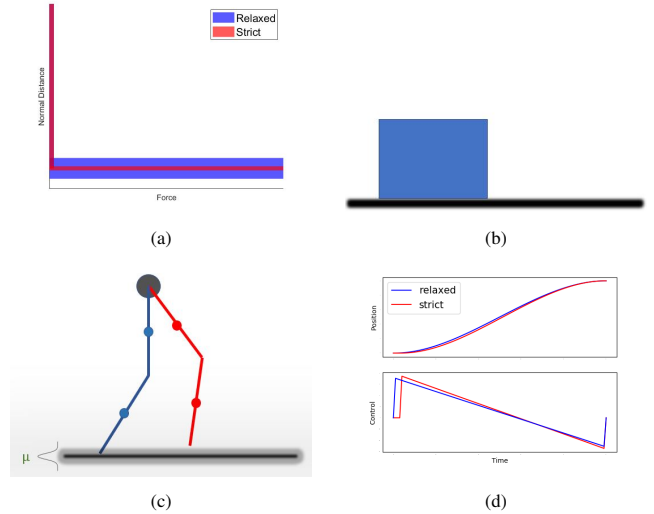 Relaxed
Strict
Normal Distance
Force
(a)
(b)
μ
(c)
relaxed
strict
Position
Control
Time
(d)